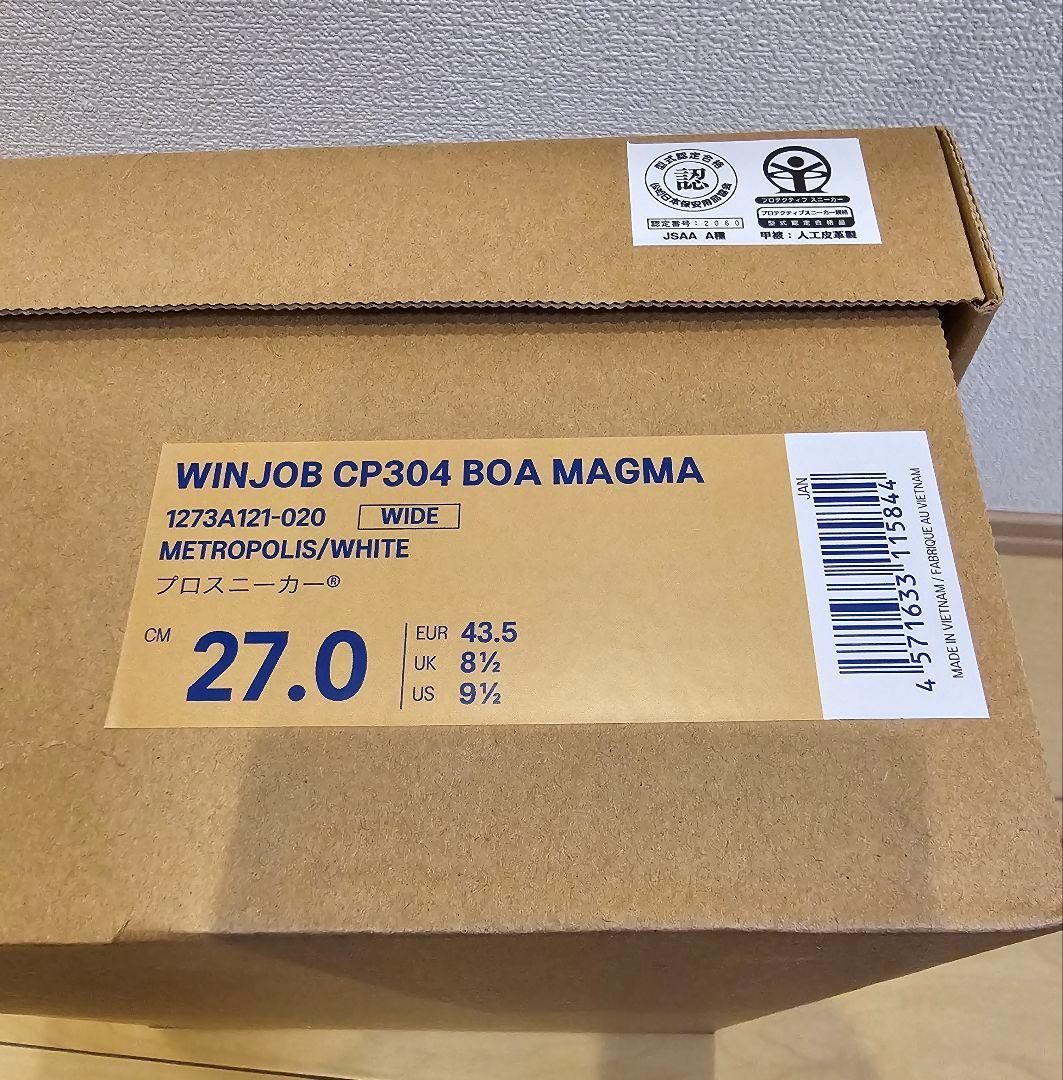 型式認定合格
認
(公社)日本保安用品協会
認定番号:2060
JSAA A種
プロテクティブ スニーカー
プロテクティブスニーカー規格
型式認定合格品
甲被:人工皮革製
WINJOB CP304 BOA MAGMA
1273A121-020 WIDE
METROPOLIS/WHITE
プロスニーカー®
CM 27.0
EUR 43.5
UK 8½
US 9½
JAN
4 571633 115844
MADE IN VIETNAM / FABRIQUE AU VIETNAM